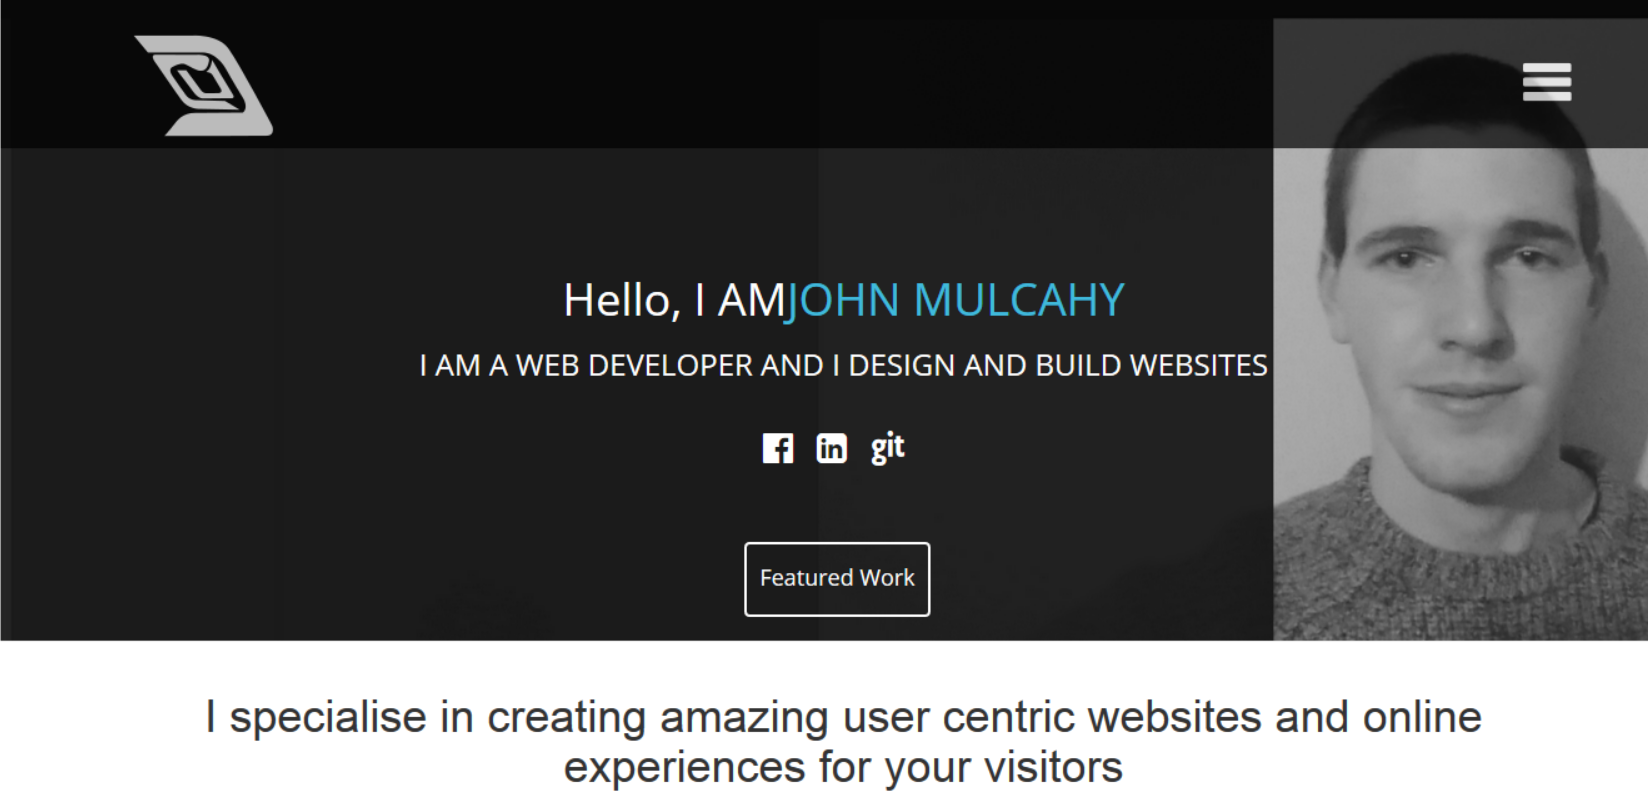 Hello, I AMJOHN MULCAHY
I AM A WEB DEVELOPER AND I DESIGN AND BUILD WEBSITES
f in git
Featured Work
I specialise in creating amazing user centric websites and online
experiences for your visitors